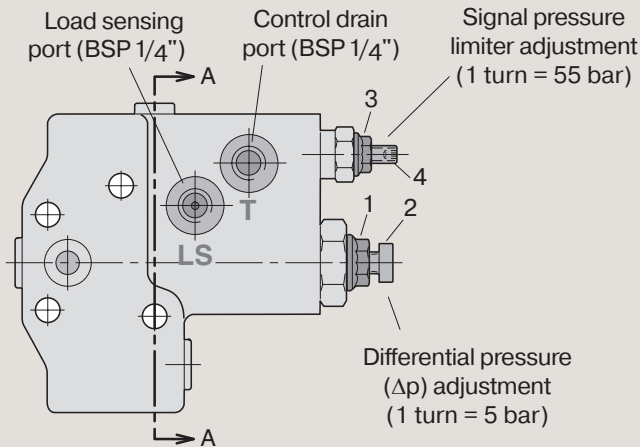 Load sensing
port (BSP 1/4")
Control drain
port (BSP 1/4")
Signal pressure
limiter adjustment
(1 turn = 55 bar)
A
3
4
T
LS
1
2
Differential pressure
(Δp) adjustment
(1 turn = 5 bar)
A